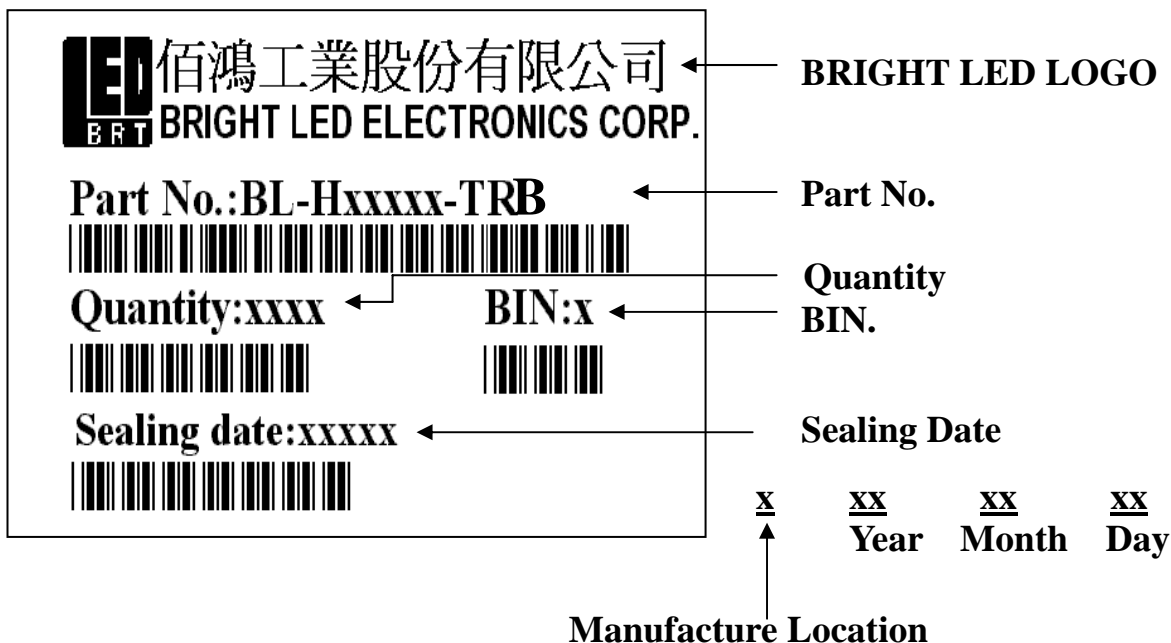 LED 佰鴻工業股份有限公司 BRIGHT LED LOGO
BRT BRIGHT LED ELECTRONICS CORP.
Part No.:BL-Hxxxxx-TRB Part No.
Quantity
Quantity:xxxx BIN:x BIN.
Sealing date:xxxxx Sealing Date
x xx xx xx
Year Month Day
Manufacture Location